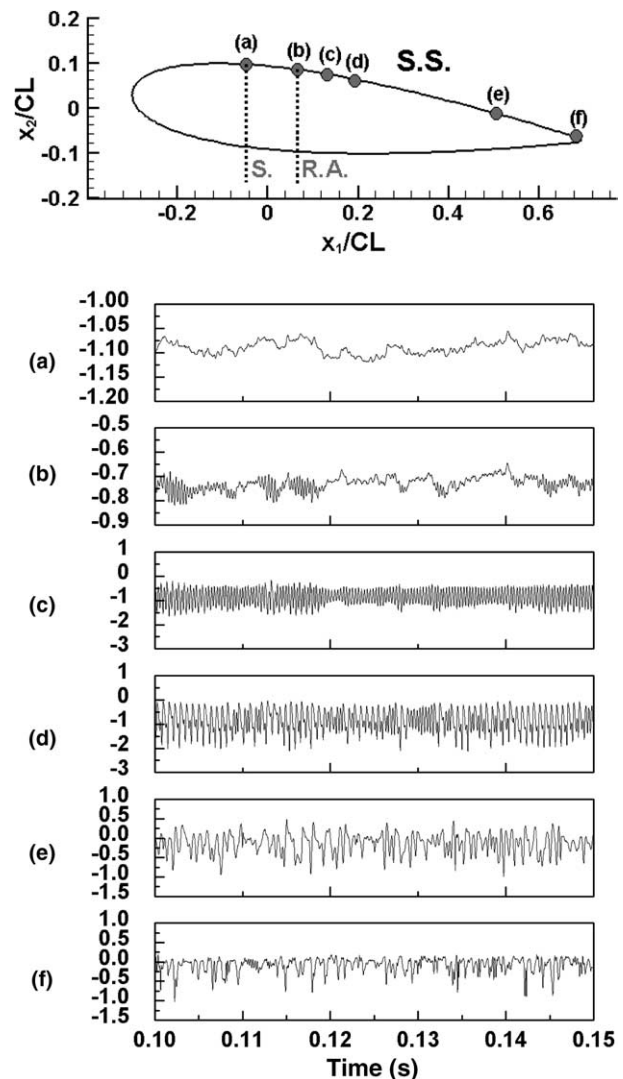 0.2
0.1
0
-0.1
-0.2
x2/CL
(a)
(b)
(c)
(d)
S.S.
(e)
(f)
S.
R.A.
-0.2 0 0.2 0.4 0.6
x1/CL
(a)
-1.00
-1.05
-1.10
-1.15
-1.20
(b)
-0.5
-0.6
-0.7
-0.8
-0.9
(c)
1
0
-1
-2
-3
(d)
1
0
-1
-2
-3
(e)
1.0
0.5
0.0
-0.5
-1.0
-1.5
(f)
1.0
0.5
0.0
-0.5
-1.0
-1.5
0.10 0.11 0.12 0.13 0.14 0.15
Time (s)